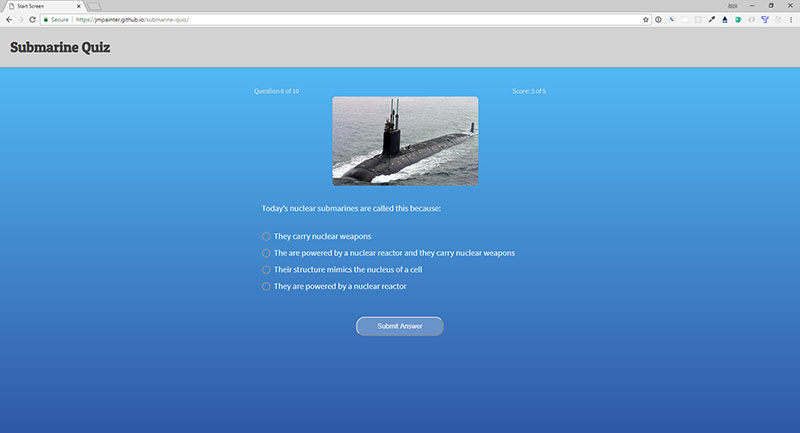 Start Screen
Secure
https://jmpainter.github.io/submarine-quiz/
Submarine Quiz
Question 6 of 10
Score: 3 of 5
Today's nuclear submarines are called this because:
They carry nuclear weapons
The are powered by a nuclear reactor and they carry nuclear weapons
Their structure mimics the nucleus of a cell
They are powered by a nuclear reactor
Submit Answer